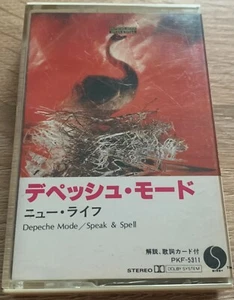 デペッシュ・モード
ニュー・ライフ
Depeche Mode／Speak & Spell
解説、歌詞カード付
PKF-5311
STEREO DOLBY SYSTEM